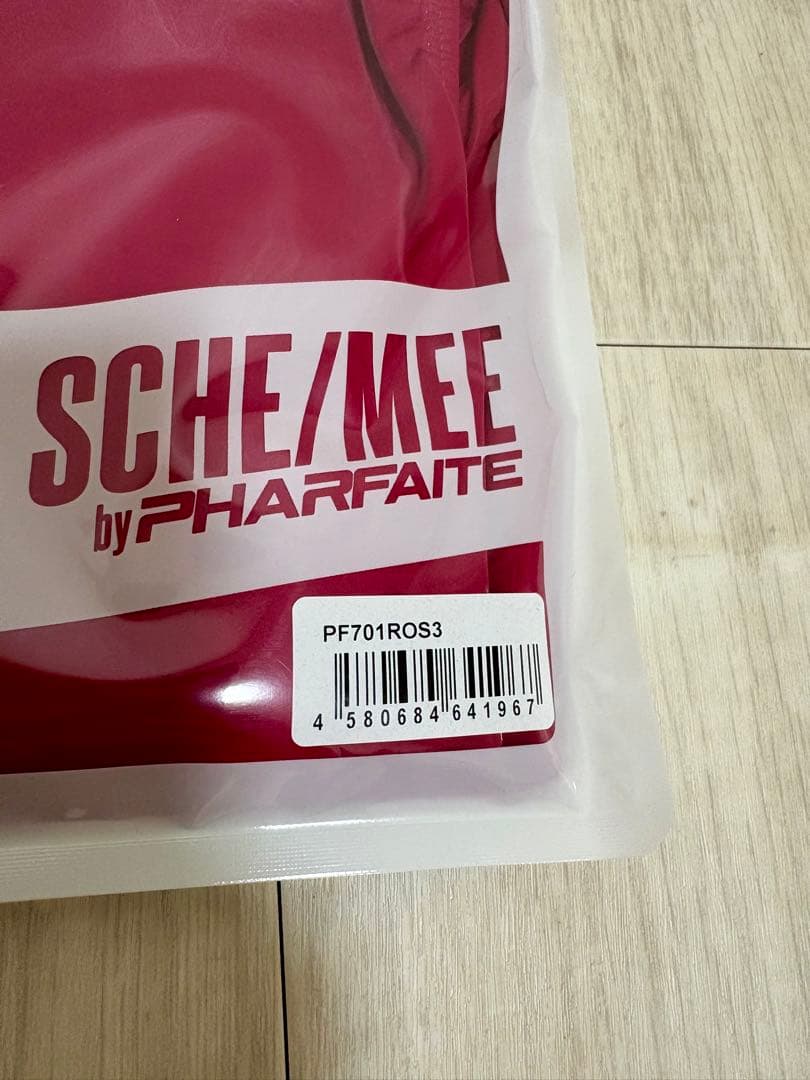 SCHE/MEE
by PHARFAITE
PF701ROS3
4 580684 641967